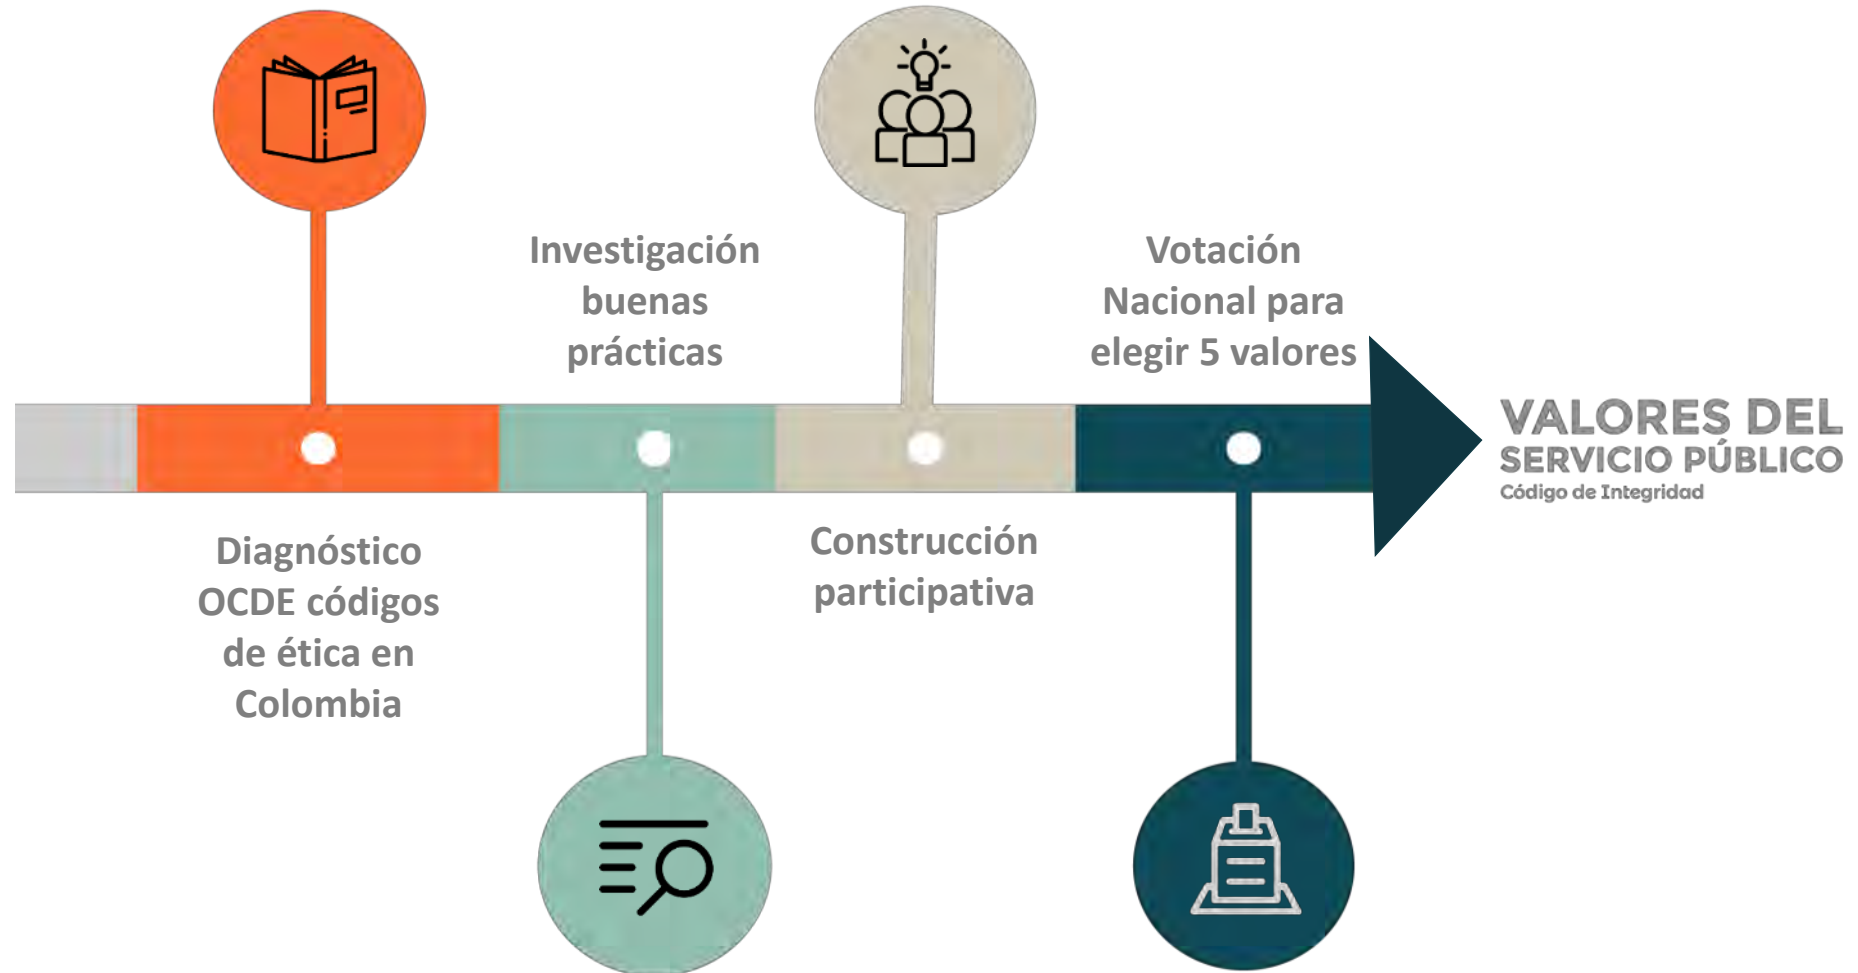 Diagnóstico
OCDE códigos
de ética en
Colombia
Investigación
buenas
prácticas
Construcción
participativa
Votación
Nacional para
elegir 5 valores
VALORES DEL
SERVICIO PÚBLICO
Código de Integridad